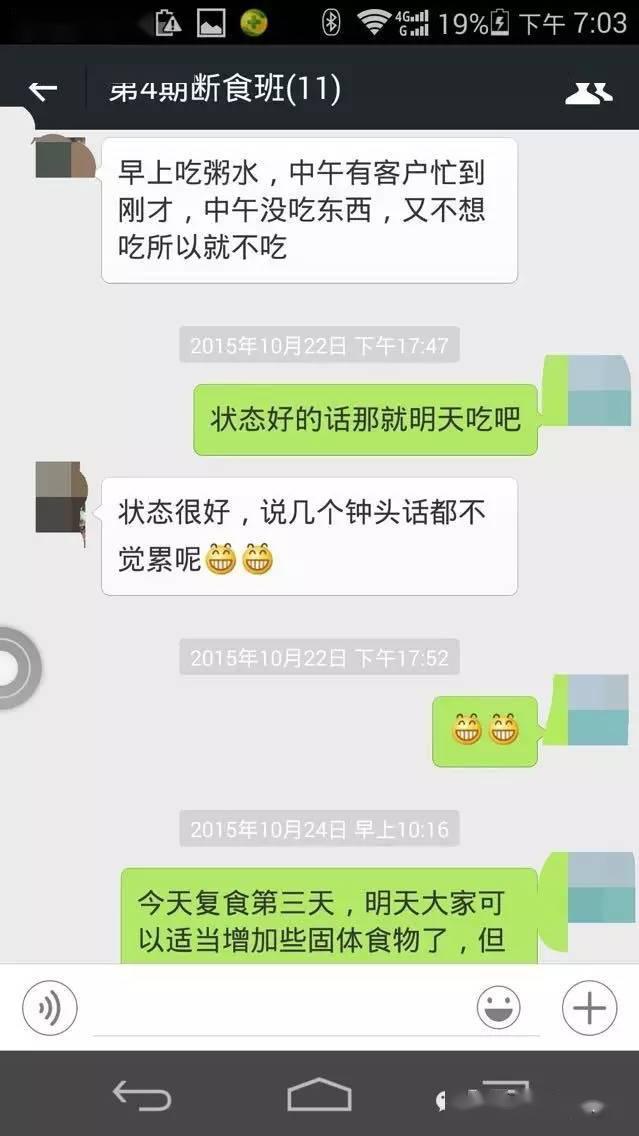 4G
G
19%
下午 7:03
第4期断食班(11)
早上吃粥水，中午有客户忙到
刚才，中午没吃东西，又不想
吃所以就不吃
2015年10月22日 下午17:47
状态好的话那就明天吃吧
状态很好，说几个钟头话都不
觉累呢
2015年10月22日 下午17:52
2015年10月24日 早上10:16
今天复食第三天，明天大家可
以适当增加些固体食物了，但